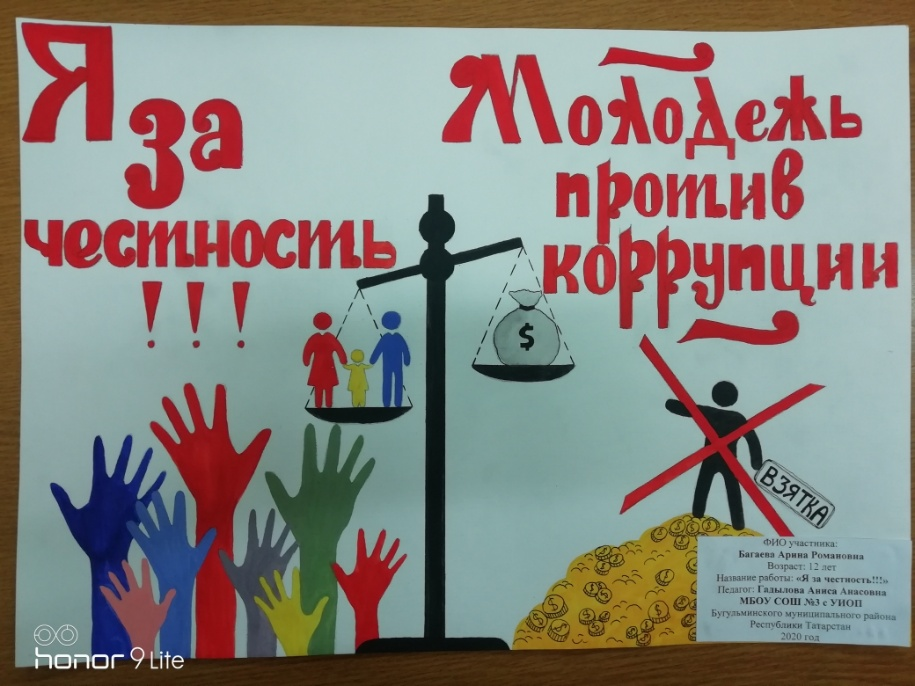 Я
за
честность
!!!
Молодежь
против
коррупции
$
ВЗЯТКА
ФИО участника:
Багаева Арина Романовна
Возраст: 12 лет
Название работы: «Я за честность!!!»
Педагог: Гадылова Аниса Анасовна
МБОУ СОШ №3 с УИОП
Бугульминского муниципального района
Республики Татарстан
2020 год
honor 9 Lite